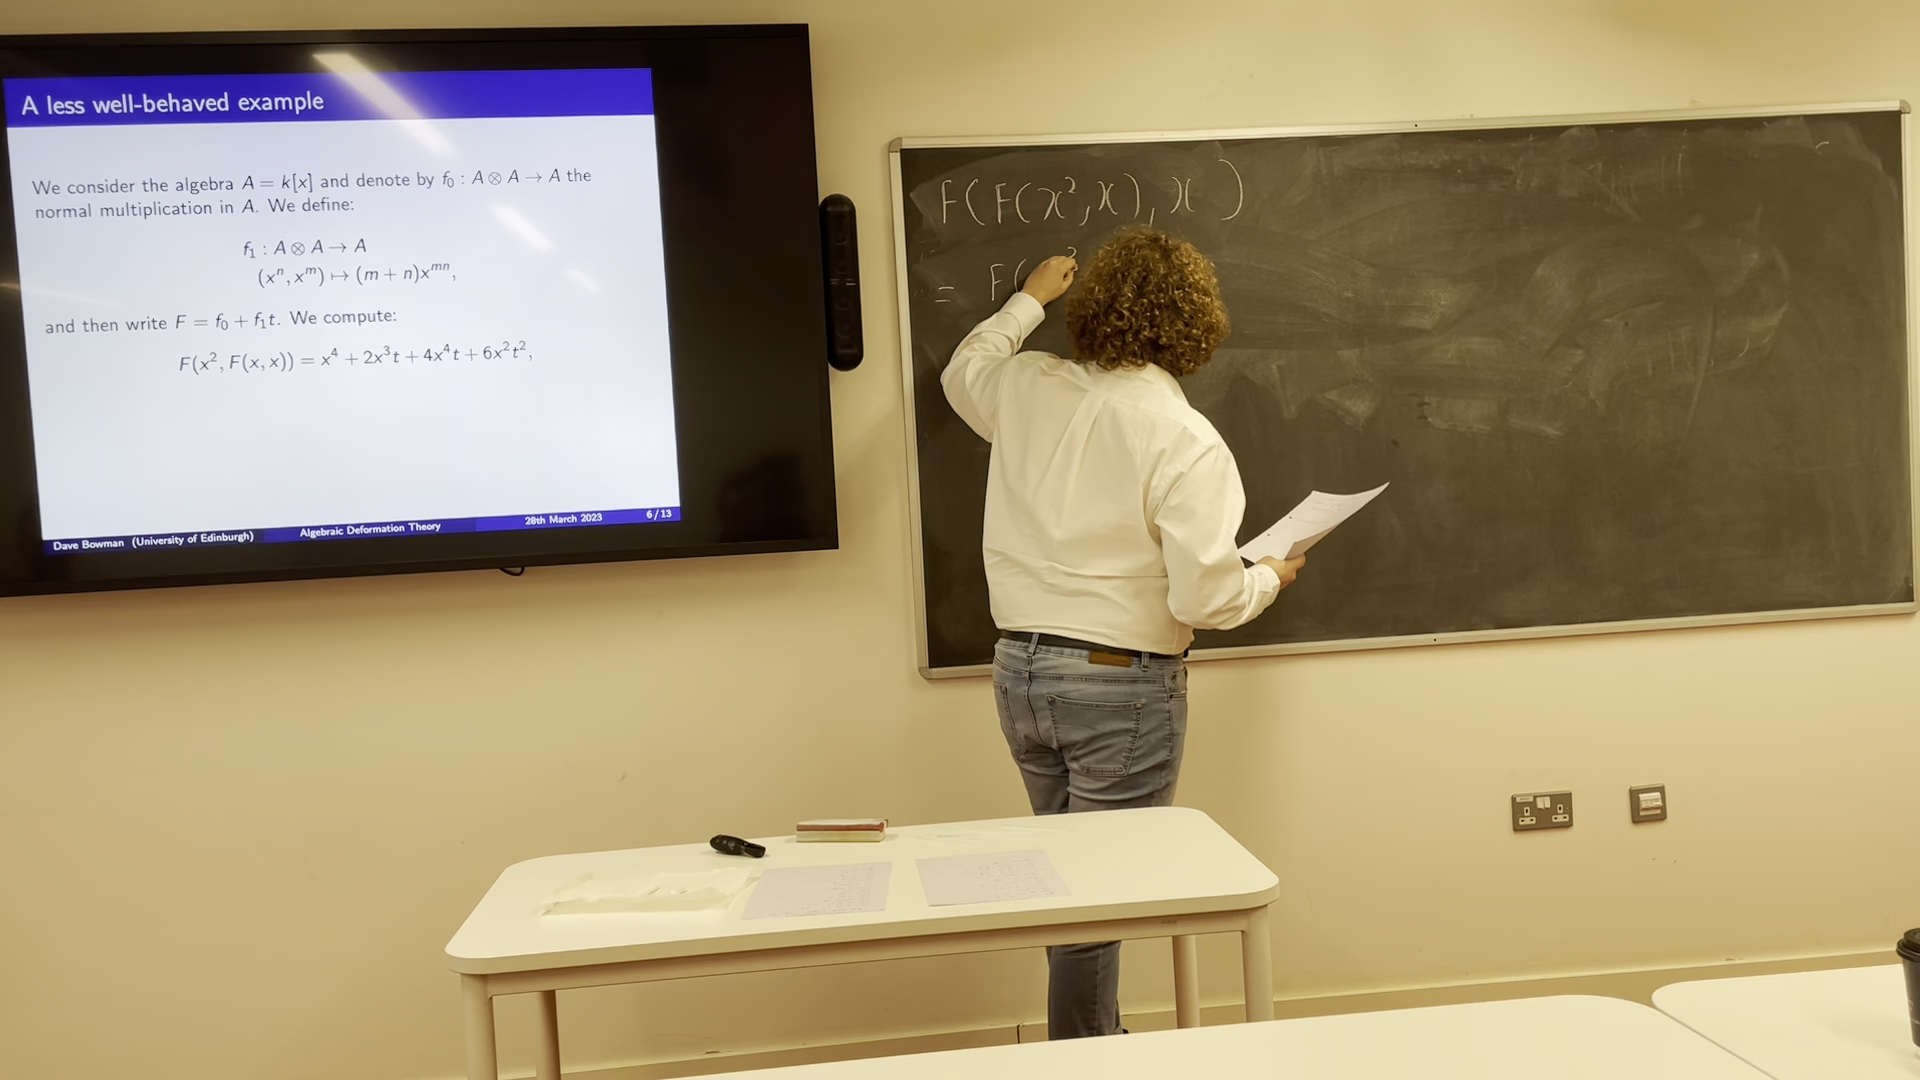 A less well-behaved example
We consider the algebra A = k[x] and denote by f₀ : A ⊗ A → A the
normal multiplication in A. We define:
f₁ : A ⊗ A → A
(xⁿ, xᵐ) ↦ (m + n)xᵐⁿ,
and then write F = f₀ + f₁t. We compute:
F(x², F(x, x)) = x⁴ + 2x³t + 4x⁴t + 6x²t²,
Dave Bowman (University of Edinburgh)
Algebraic Deformation Theory
28th March 2023
6 / 13
F(F(x²,x),x)
= F(